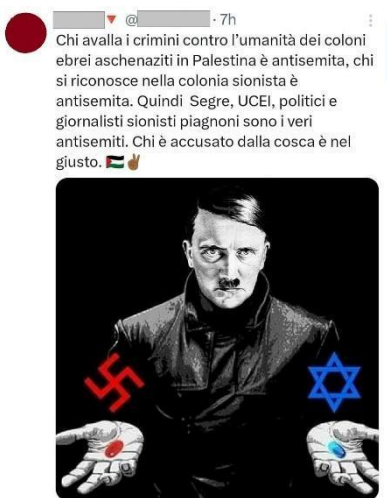 @ · 7h
Chi avalla i crimini contro l'umanità dei coloni
ebrei aschenaziti in Palestina è antisemita, chi
si riconosce nella colonia sionista è
antisemita. Quindi Segre, UCEI, politici e
giornalisti sionisti piagnoni sono i veri
antisemiti. Chi è accusato dalla cosca è nel
giusto. 🇵🇸✌🏾